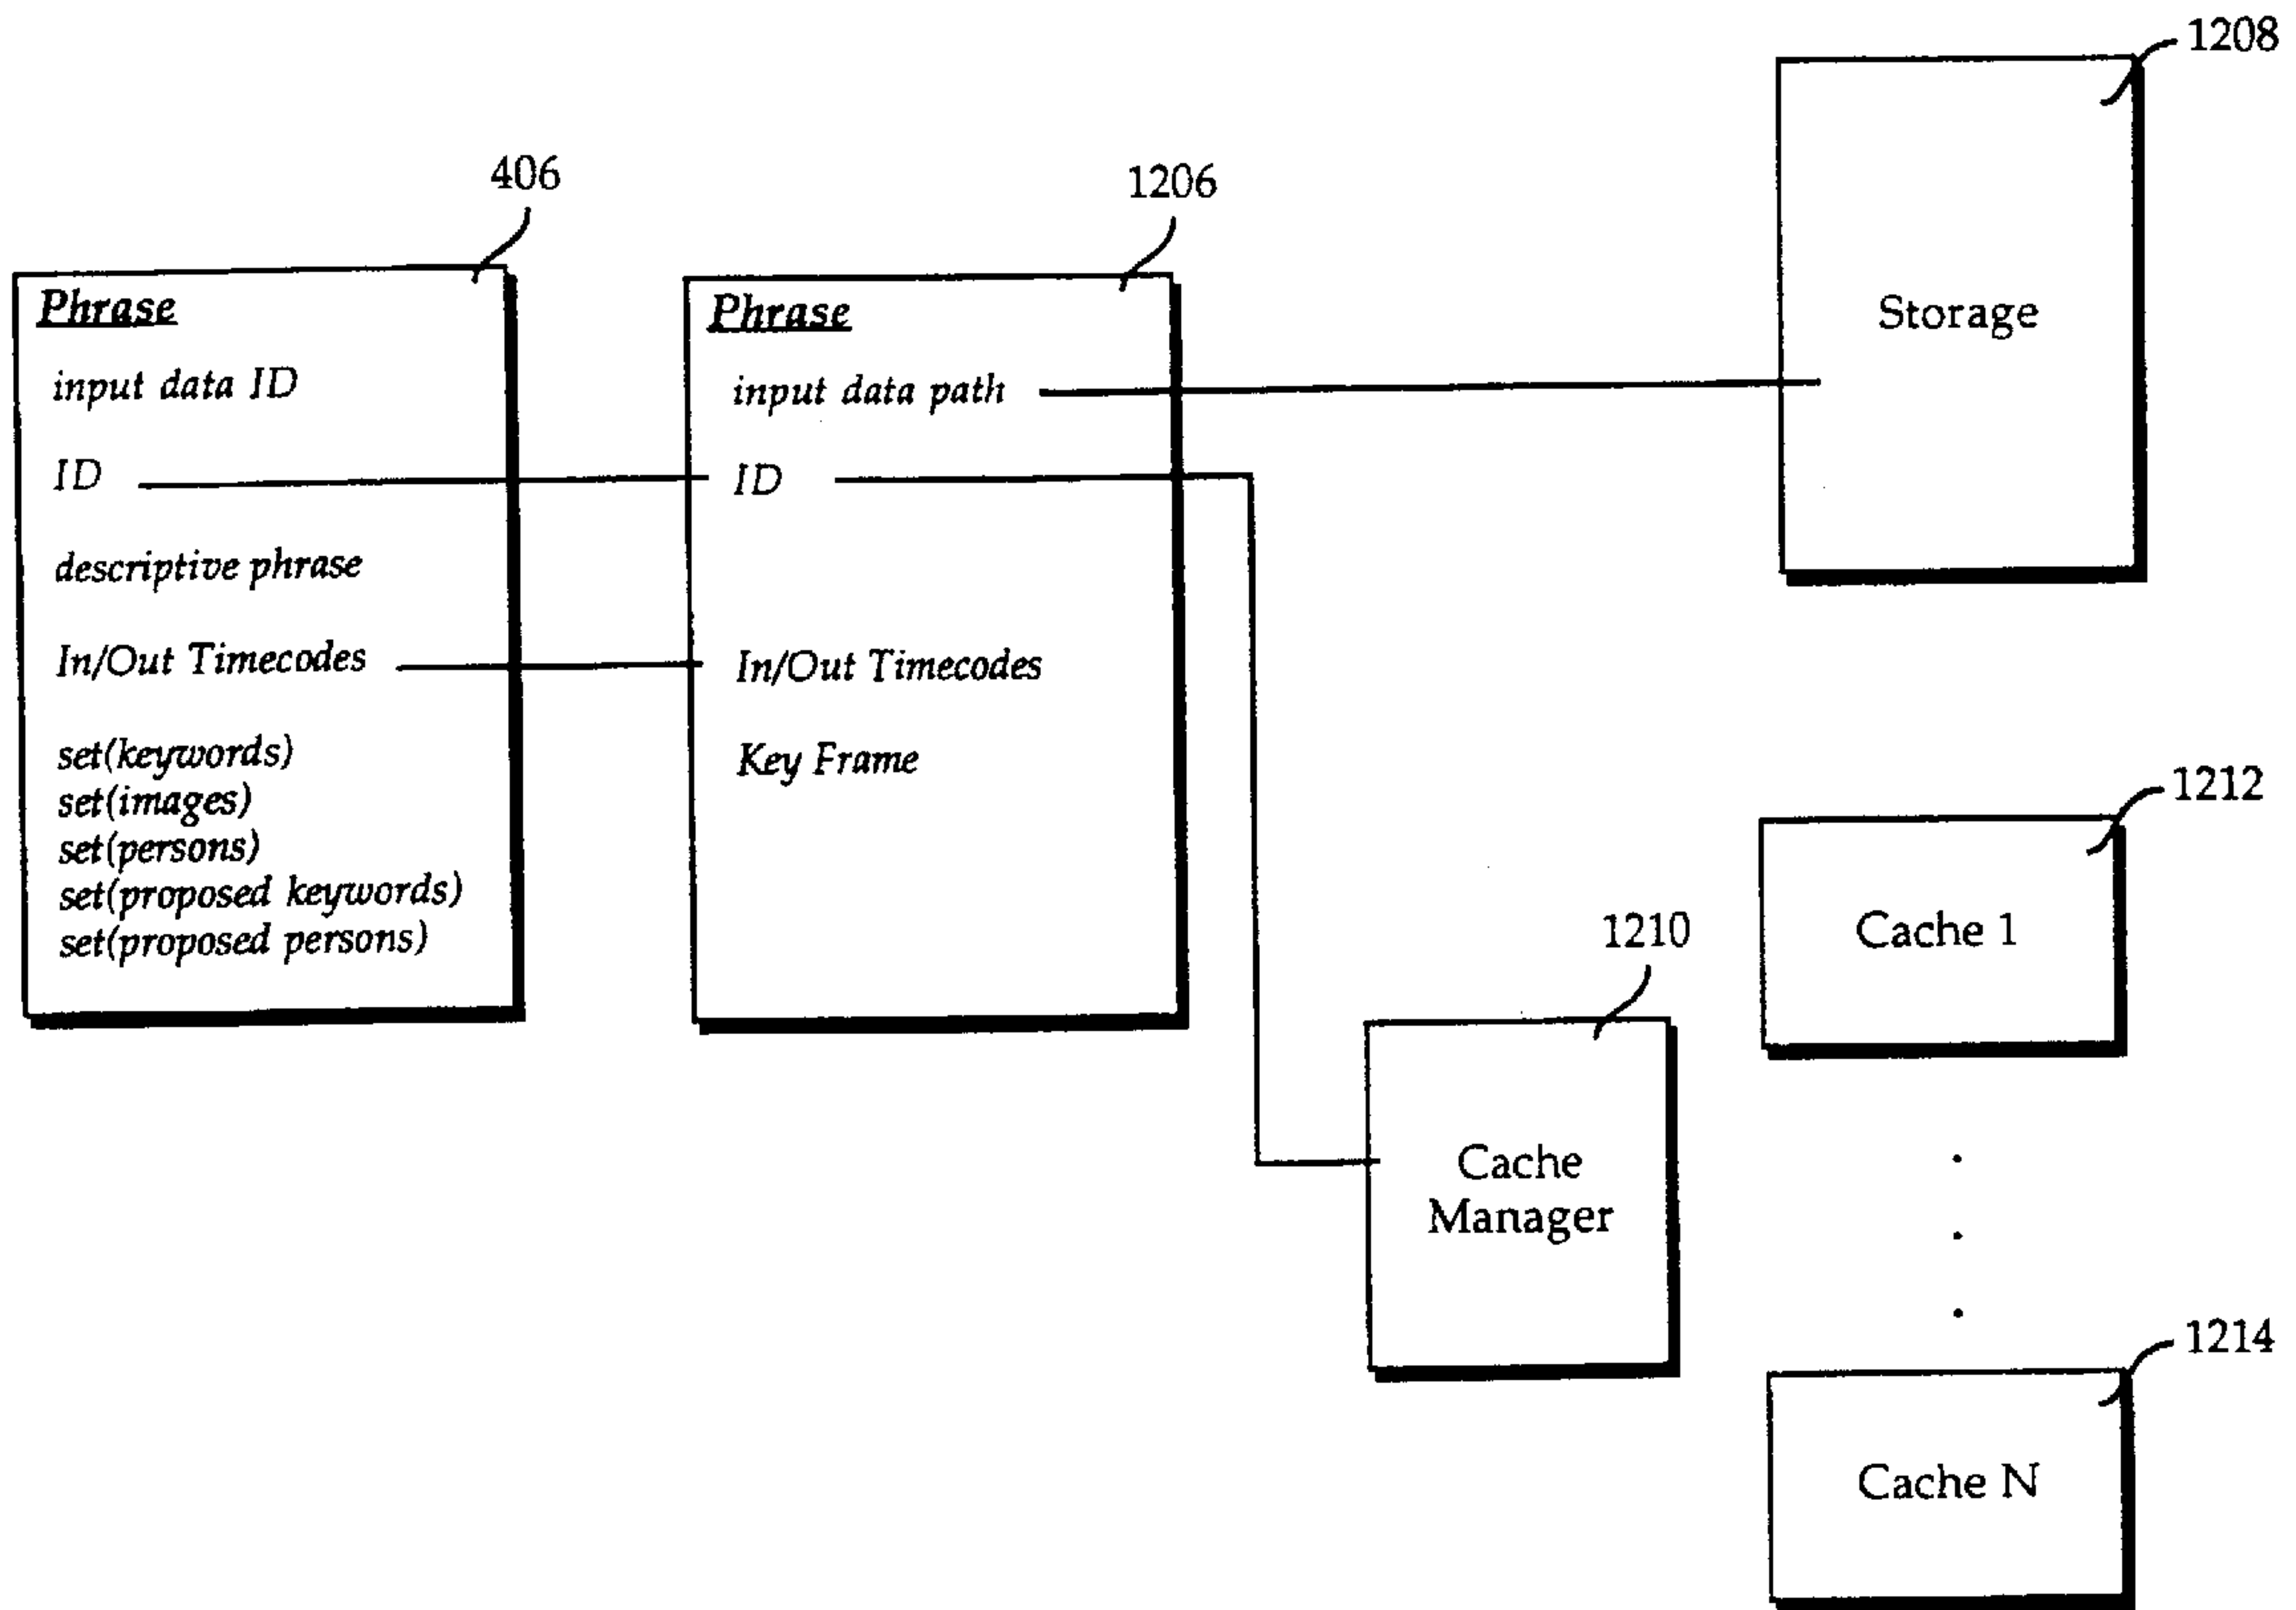 1208
406
1206
Phrase
input data ID
ID
descriptive phrase
In/Out Timecodes
set(keywords)
set(images)
set(persons)
set(proposed keywords)
set(proposed persons)
Phrase
input data path
ID
In/Out Timecodes
Key Frame
Storage
1212
Cache 1
1210
Cache
Manager
1214
Cache N